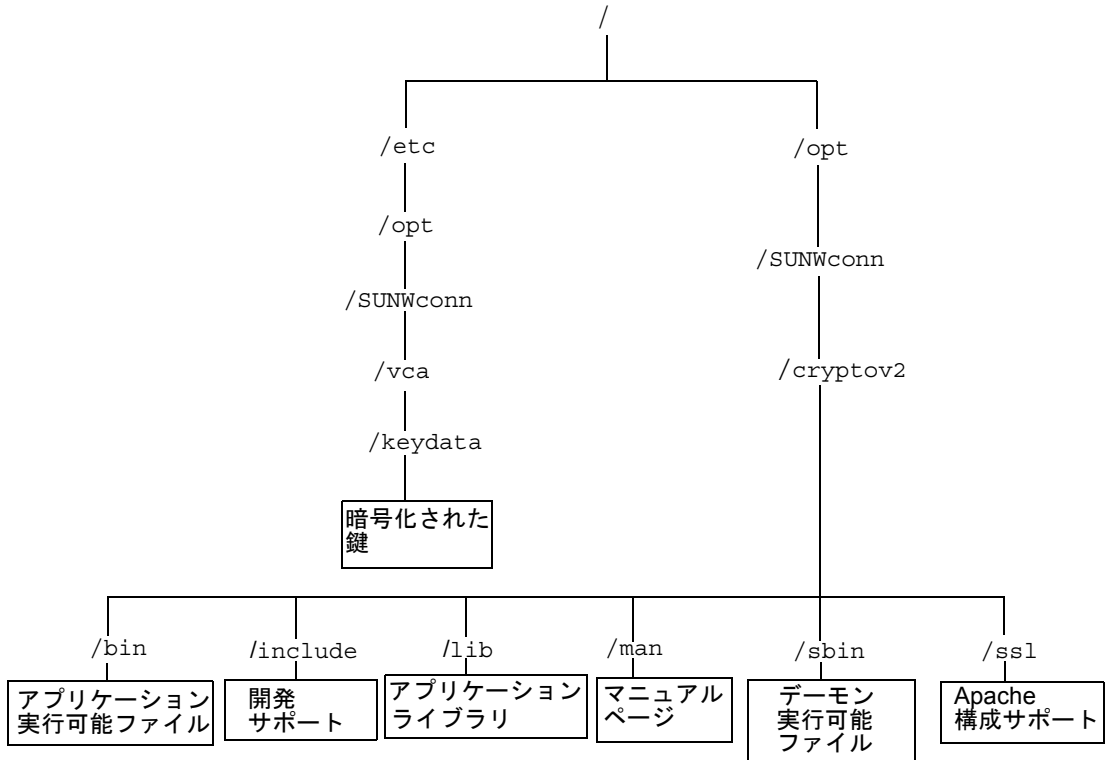 /
/etc
/opt
/opt
/SUNWconn
/SUNWconn
/vca
/cryptov2
/keydata
暗号化された
鍵
/bin
/include
/lib
/man
/sbin
/ssl
アプリケーション
実行可能ファイル
開発
サポート
アプリケーション
ライブラリ
マニュアル
ページ
デーモン
実行可能
ファイル
Apache
構成サポート